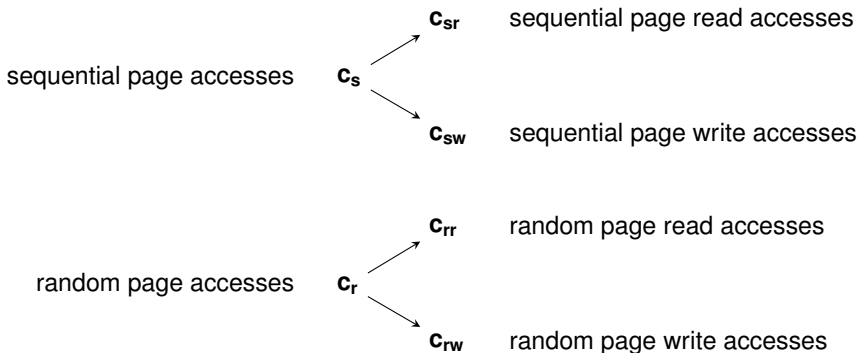 c_sr sequential page read accesses
sequential page accesses c_s
c_sw sequential page write accesses
c_rr random page read accesses
random page accesses c_r
c_rw random page write accesses